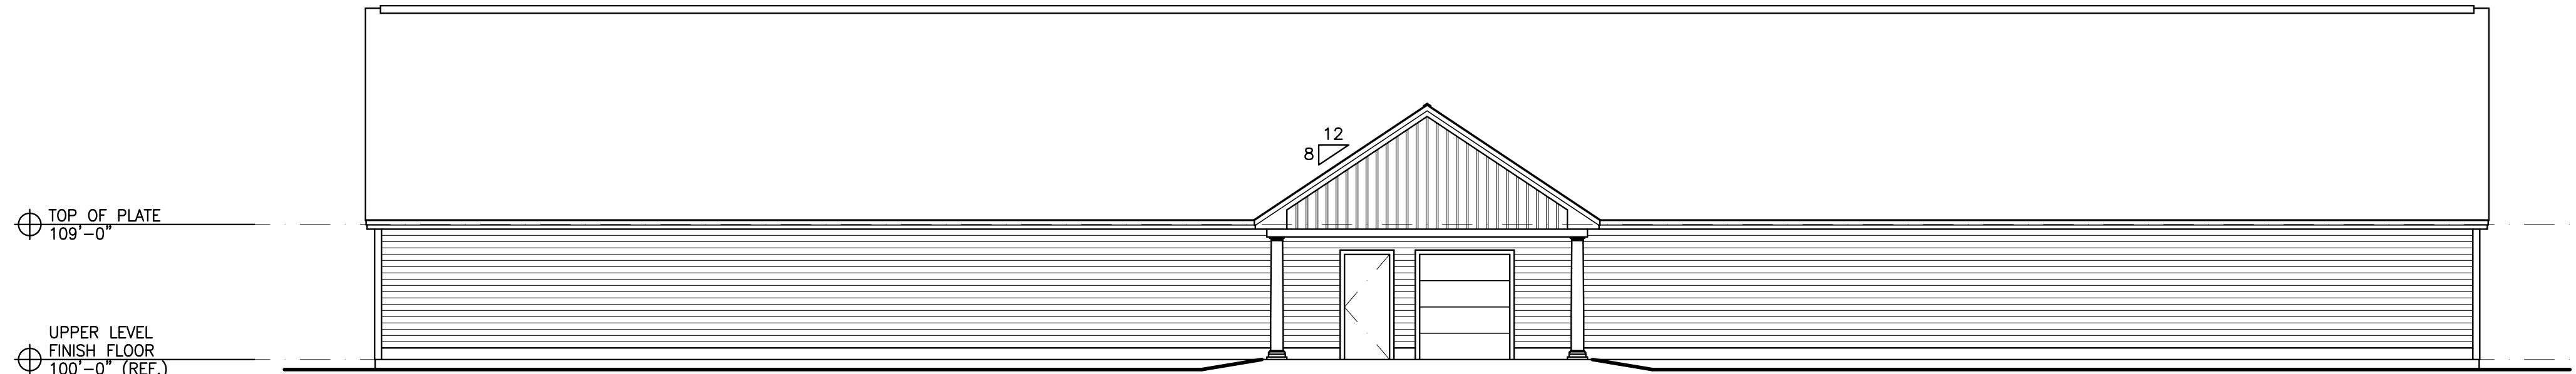 12
8
TOP OF PLATE
109'-0"
UPPER LEVEL
FINISH FLOOR
100'-0" (REF.)